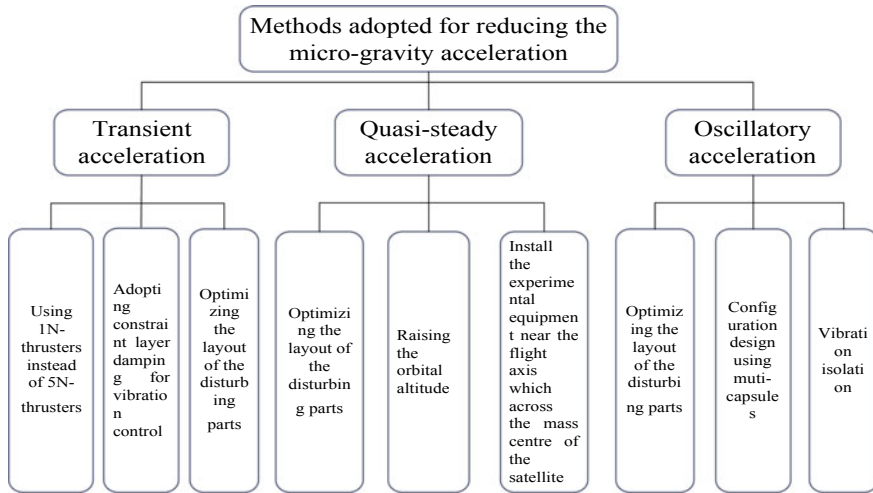 Methods adopted for reducing the
micro-gravity acceleration
Transient
acceleration
Quasi-steady
acceleration
Oscillatory
acceleration
Using
1N-
thrusters
instead
of 5N-
thrusters
Adopti
ng
constrai
nt layer
dampin
g for
vibratio
n
control
Optimi
zing
the
layout
of the
disturb
ing
parts
Optimizi
ng the
layout of
the
disturbin
g parts
Raising
the
orbital
altitude
Install
the
experime
ntal
equipmen
t near the
flight
axis
which
across
the mass
centre of
the
satellite
Optimiz
ing the
layout
of the
disturbi
ng parts
Config
uration
design
using
muti-
capsule
s
Vibrati
on
isolati
on